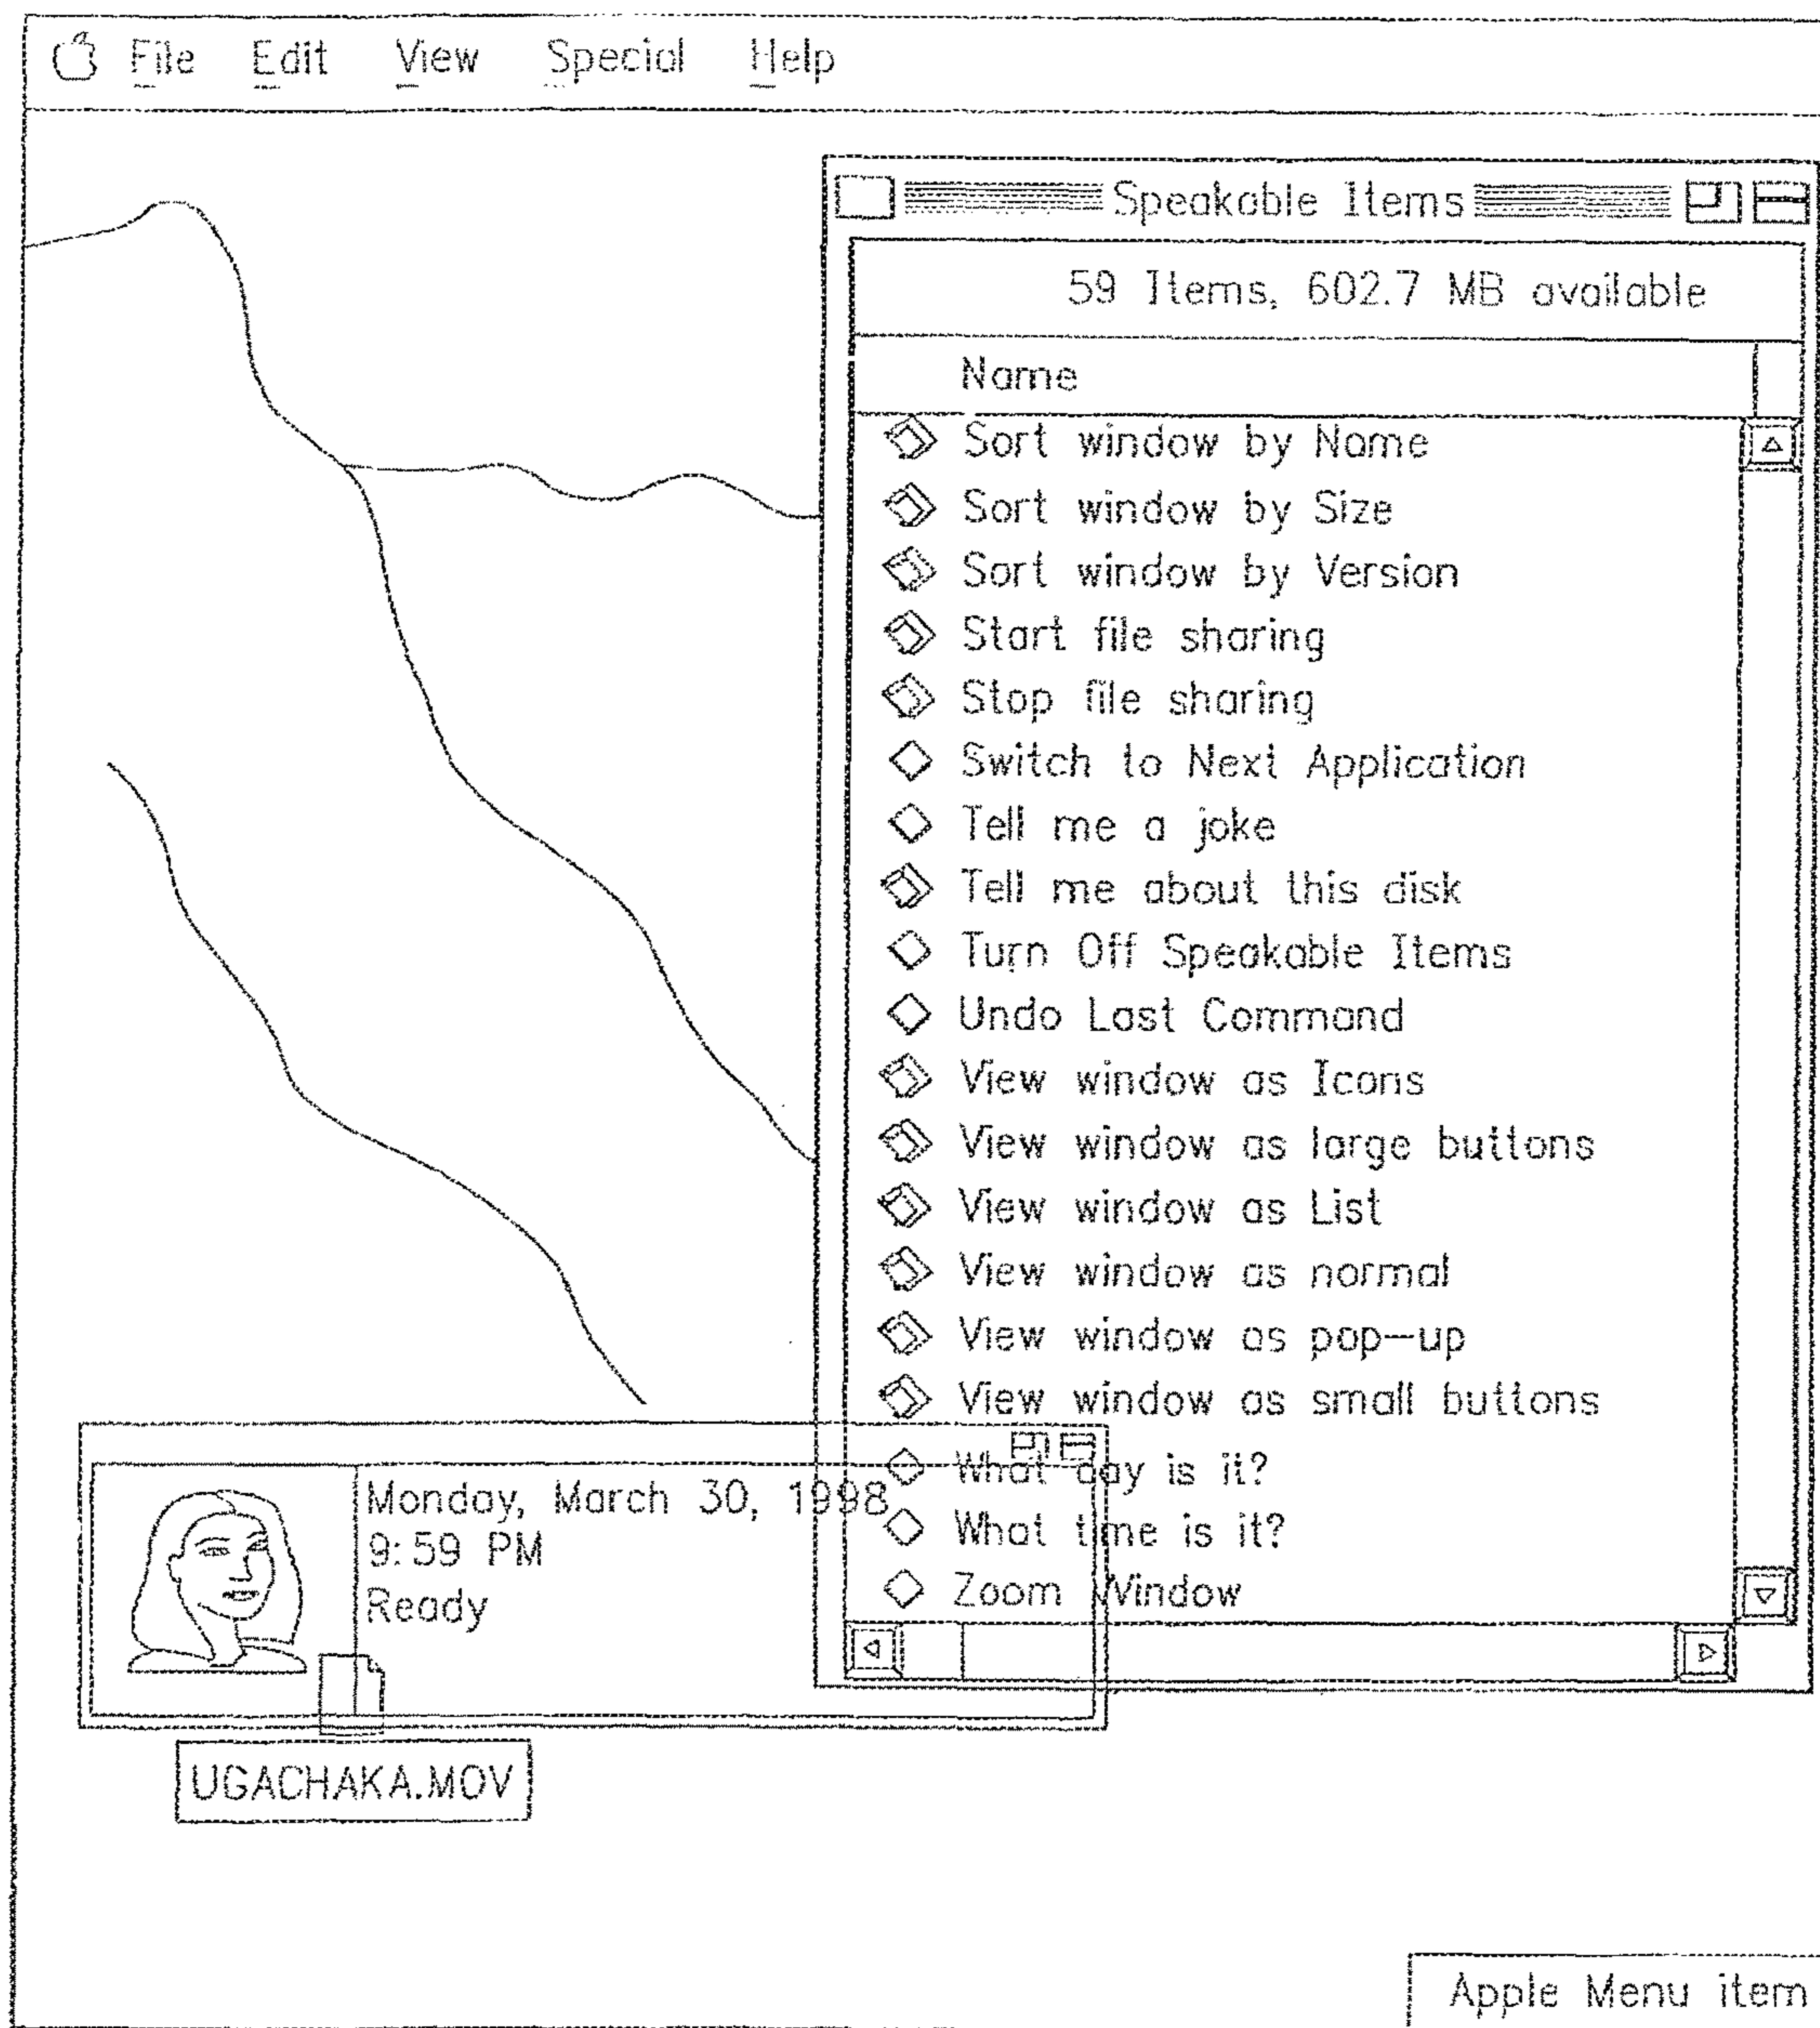 File Edit View Special Help
Speakable Items
59 Items, 602.7 MB available
Name
Sort window by Name
Sort window by Size
Sort window by Version
Start file sharing
Stop file sharing
Switch to Next Application
Tell me a joke
Tell me about this disk
Turn Off Speakable Items
Undo Last Command
View window as Icons
View window as large buttons
View window as List
View window as normal
View window as pop-up
View window as small buttons
What day is it?
What time is it?
Zoom Window
Monday, March 30, 1998
9:59 PM
Ready
UGACHAKA.MOV
Apple Menu item